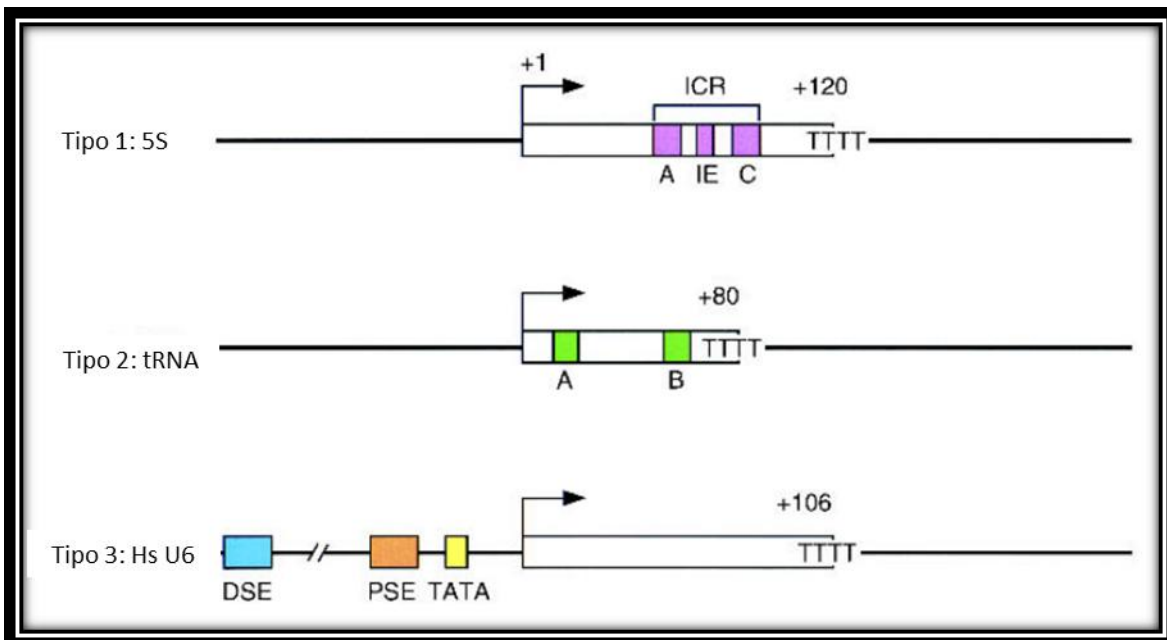 +1
ICR
+120
Tipo 1: 5S
TTTT
A IE C
+80
Tipo 2: tRNA
TTTT
A B
+106
Tipo 3: Hs U6
TTTT
DSE PSE TATA